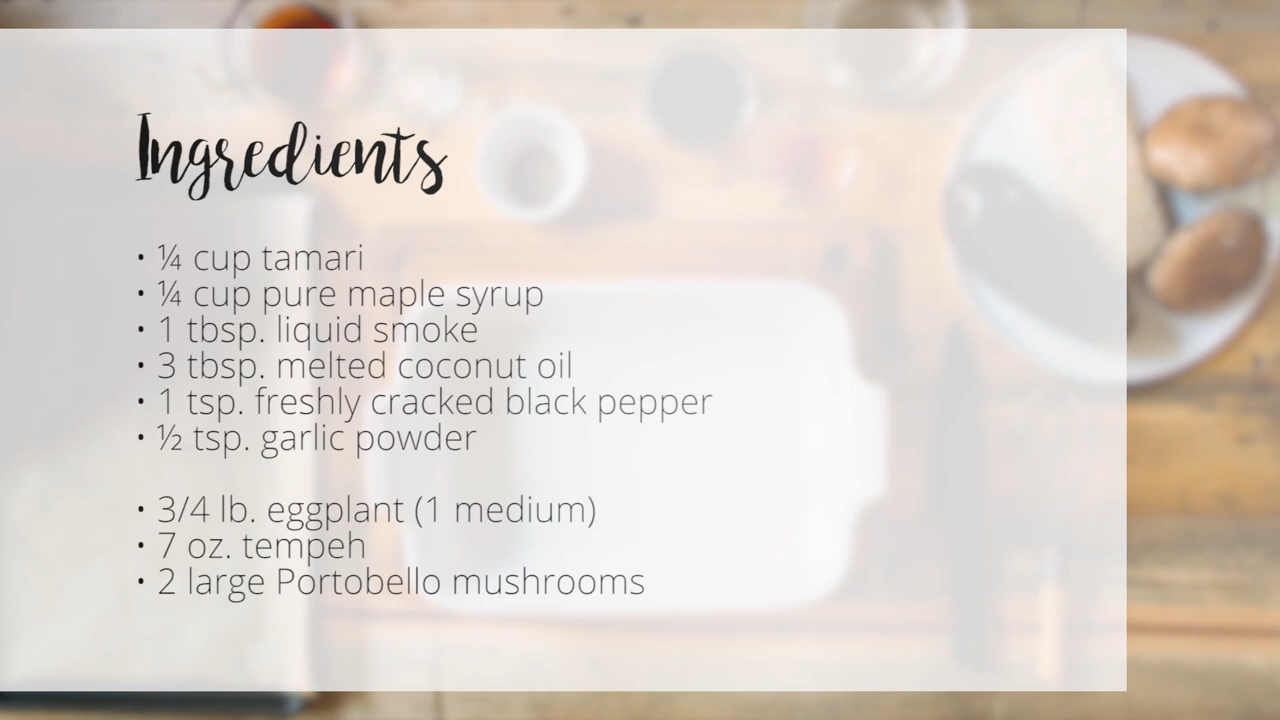 Ingredients
• ¼ cup tamari
• ¼ cup pure maple syrup
• 1 tbsp. liquid smoke
• 3 tbsp. melted coconut oil
• 1 tsp. freshly cracked black pepper
• ½ tsp. garlic powder
• 3/4 lb. eggplant (1 medium)
• 7 oz. tempeh
• 2 large Portobello mushrooms